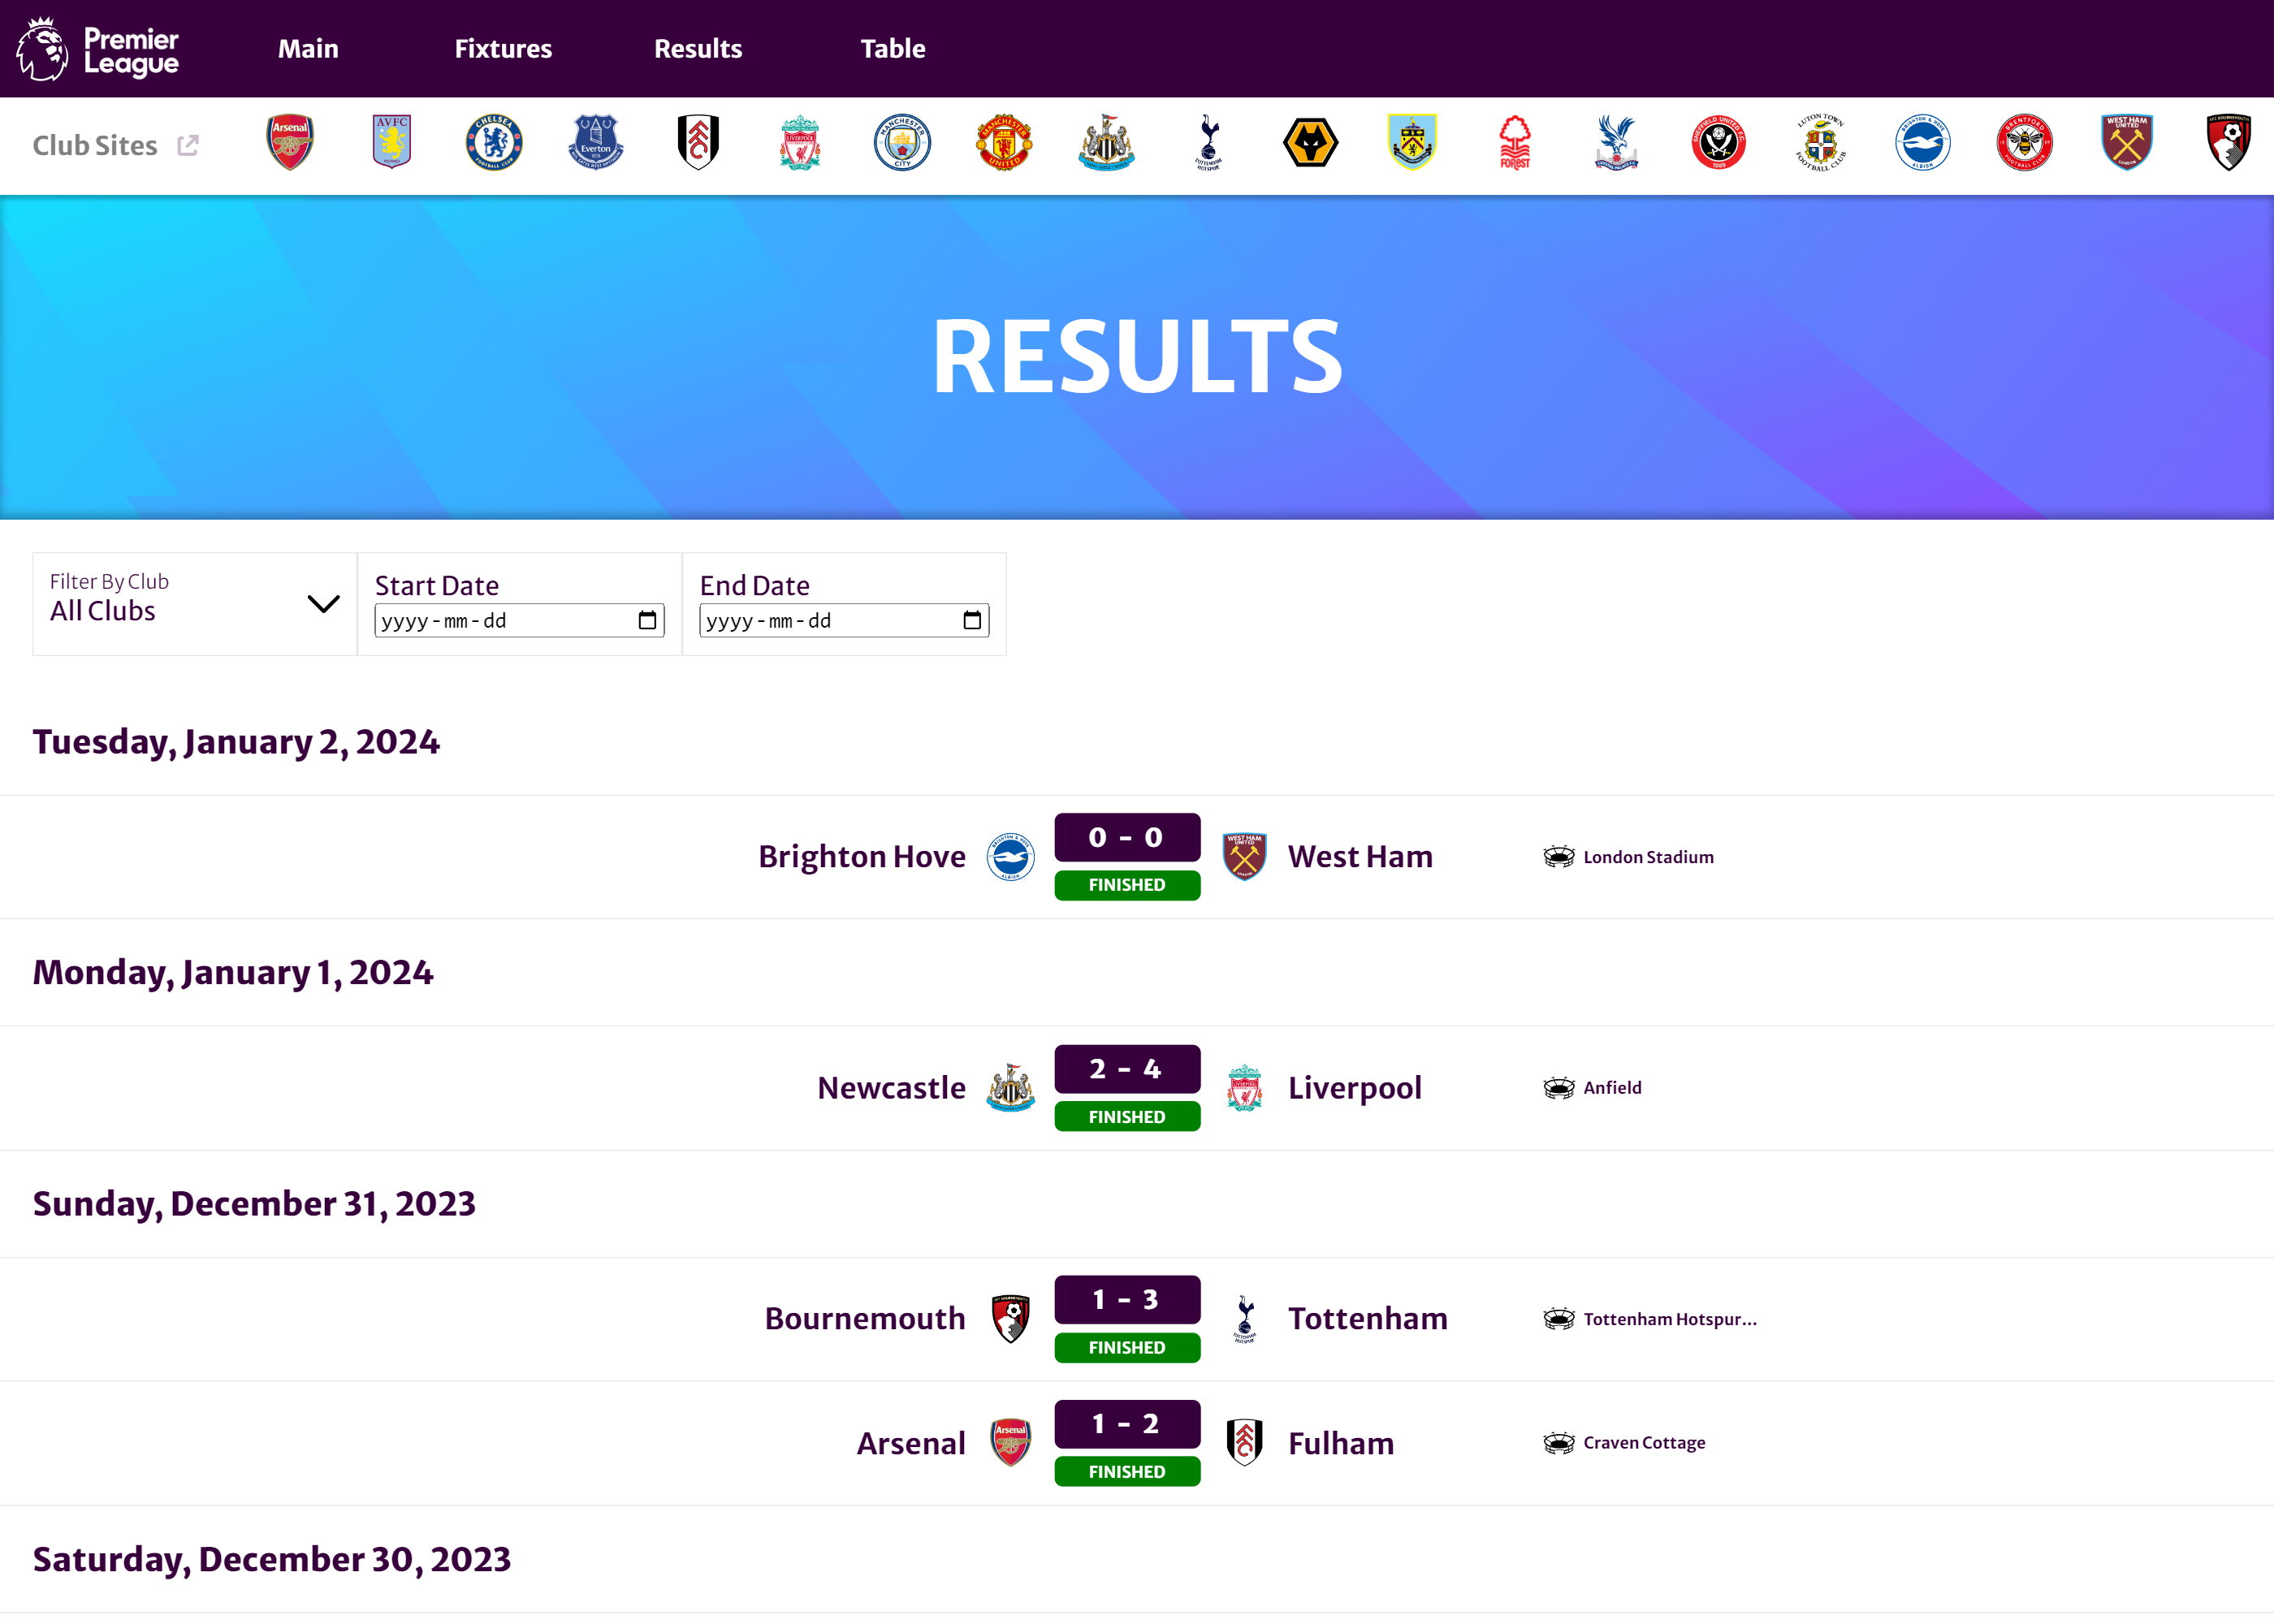 Premier League
Main
Fixtures
Results
Table
Club Sites
RESULTS
Filter By Club
All Clubs
Start Date
yyyy-mm-dd
End Date
yyyy-mm-dd
Tuesday, January 2, 2024
Brighton Hove
0 - 0
FINISHED
West Ham
London Stadium
Monday, January 1, 2024
Newcastle
2 - 4
FINISHED
Liverpool
Anfield
Sunday, December 31, 2023
Bournemouth
1 - 3
FINISHED
Tottenham
Tottenham Hotspur...
Arsenal
1 - 2
FINISHED
Fulham
Craven Cottage
Saturday, December 30, 2023